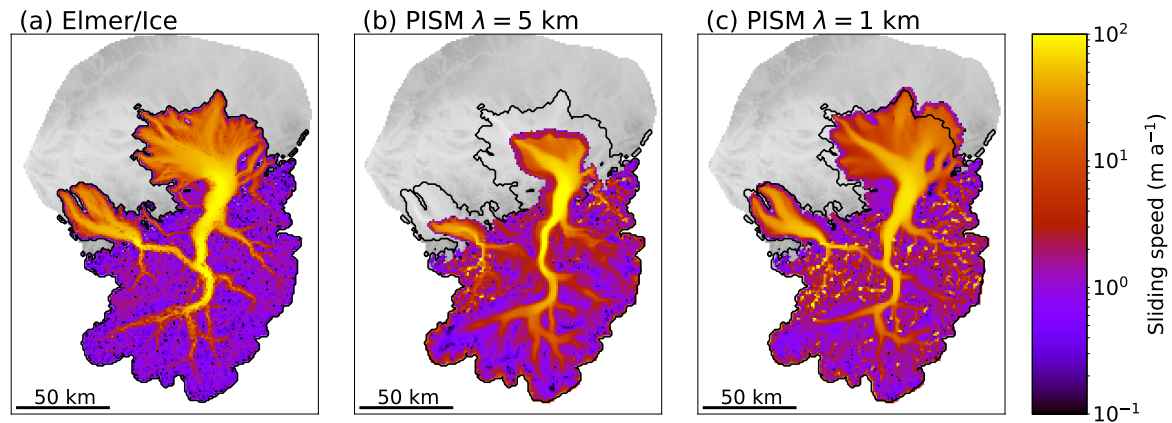 (a) Elmer/Ice
(b) PISM λ = 5 km
(c) PISM λ = 1 km
50 km
50 km
50 km
10²
10¹
10⁰
10⁻¹
Sliding speed (m a⁻¹)